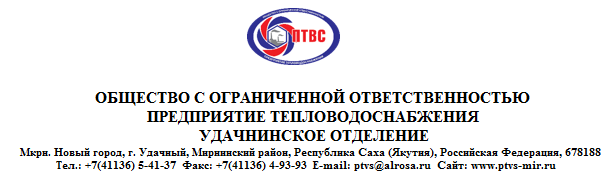 ПТВС
ОБЩЕСТВО С ОГРАНИЧЕННОЙ ОТВЕТСТВЕННОСТЬЮ
ПРЕДПРИЯТИЕ ТЕПЛОВОДОСНАБЖЕНИЯ
УДАЧНИНСКОЕ ОТДЕЛЕНИЕ
Мкрн. Новый город, г. Удачный, Мирнинский район, Республика Саха (Якутия), Российская Федерация, 678188
Тел.: +7(41136) 5-41-37 Факс: +7(41136) 4-93-93 E-mail: ptvs@alrosa.ru Сайт: www.ptvs-mir.ru